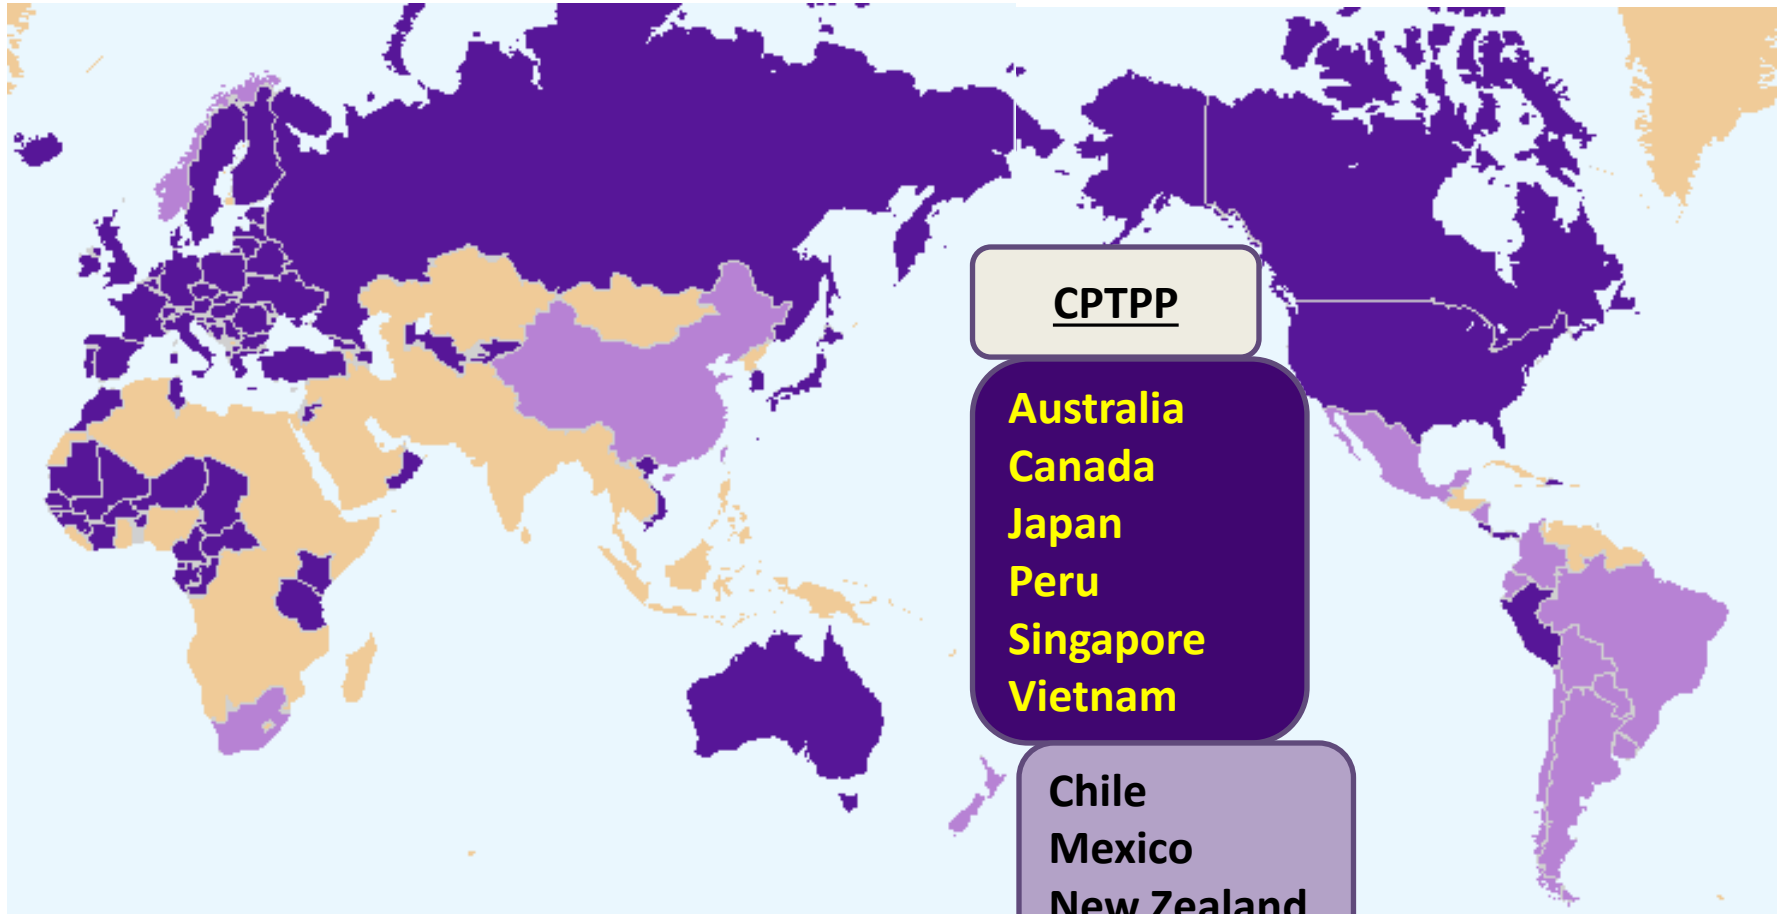 CPTPP
Australia
Canada
Japan
Peru
Singapore
Vietnam
Chile
Mexico
New Zealand